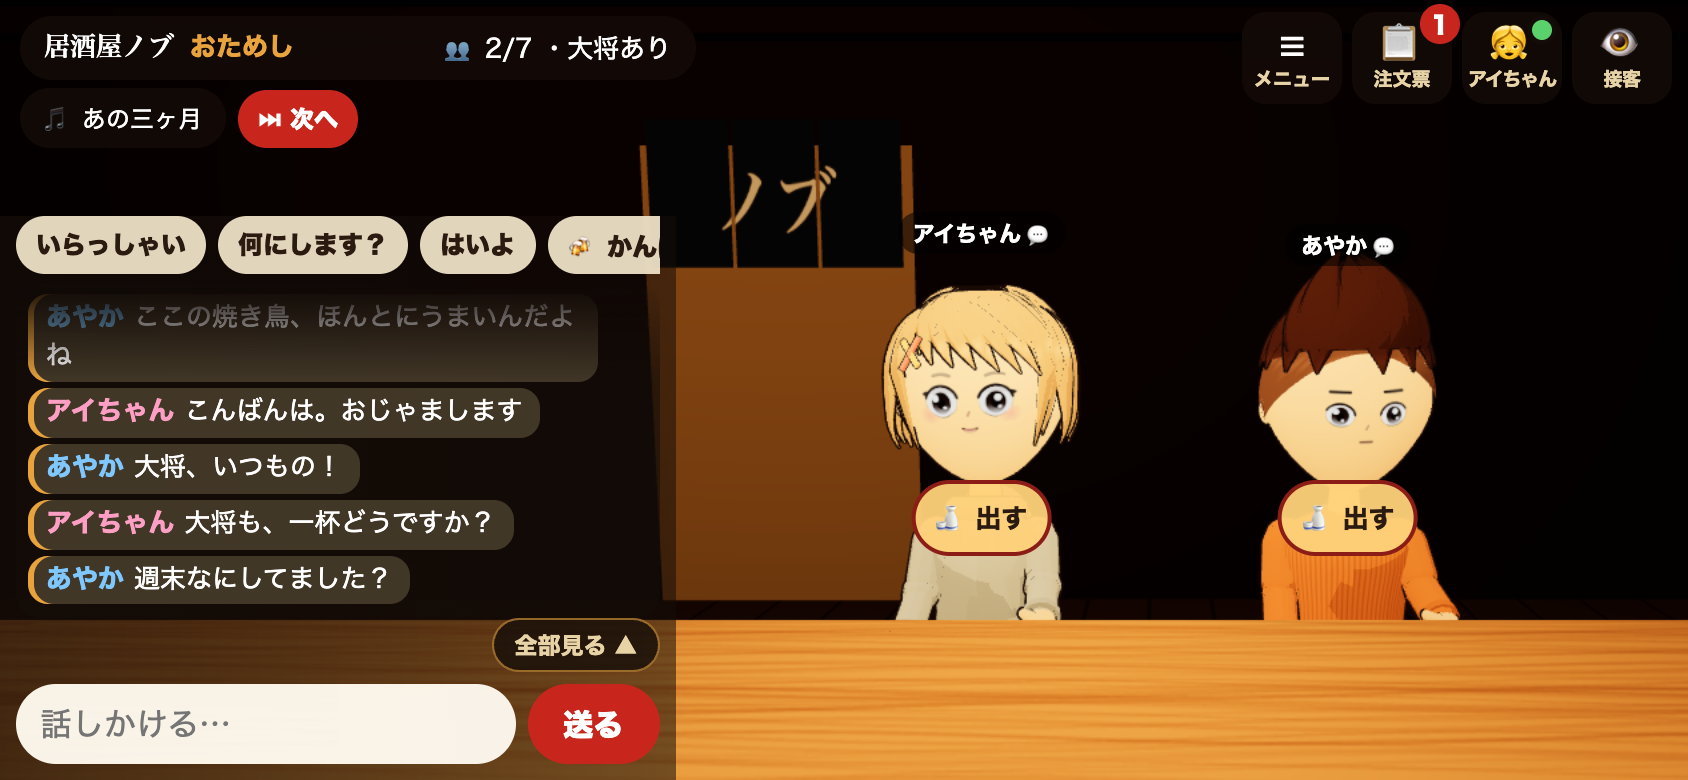 居酒屋ノブ おためし
2/7 ・大将あり
メニュー
注文票
1
アイちゃん
接客
あの三ヶ月
次へ
ノブ
いらっしゃい
何にします？
はいよ
かん
アイちゃん
あやか
あやか ここの焼き鳥、ほんとにうまいんだよ
ね
アイちゃん こんばんは。おじゃまします
あやか 大将、いつもの！
アイちゃん 大将も、一杯どうですか？
あやか 週末なにしてました？
出す
出す
全部見る ▲
話しかける…
送る